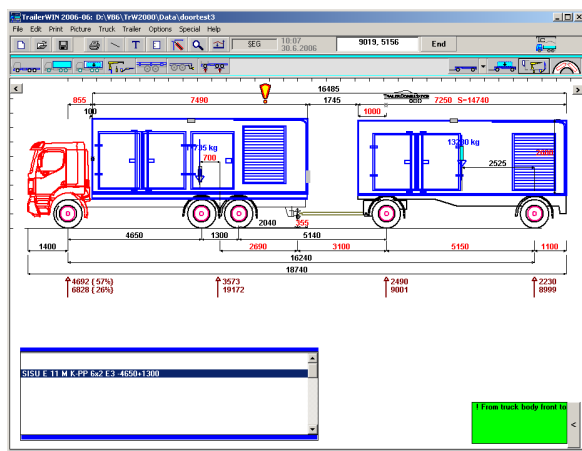 TrailerWIN 2006-06: D:\VB6\TrW2000\Data\doortest3
File Edit Print Picture Truck Trailer Options Special Help
SEG 10:07 30.6.2006 9019, 5156 End
16485
855 7490 1745 7250 S=14740
100 1000
13200 kg
700 2525
2040 355
4650 1300 5140
1400 2690 3100 5150 1100
16240
18740
4692 (57%) 3573 2490 2230
6828 (26%) 19172 9001 8999
SISU E 11 M K-PP 6x2 E3 -4650+1300
! From truck body front to